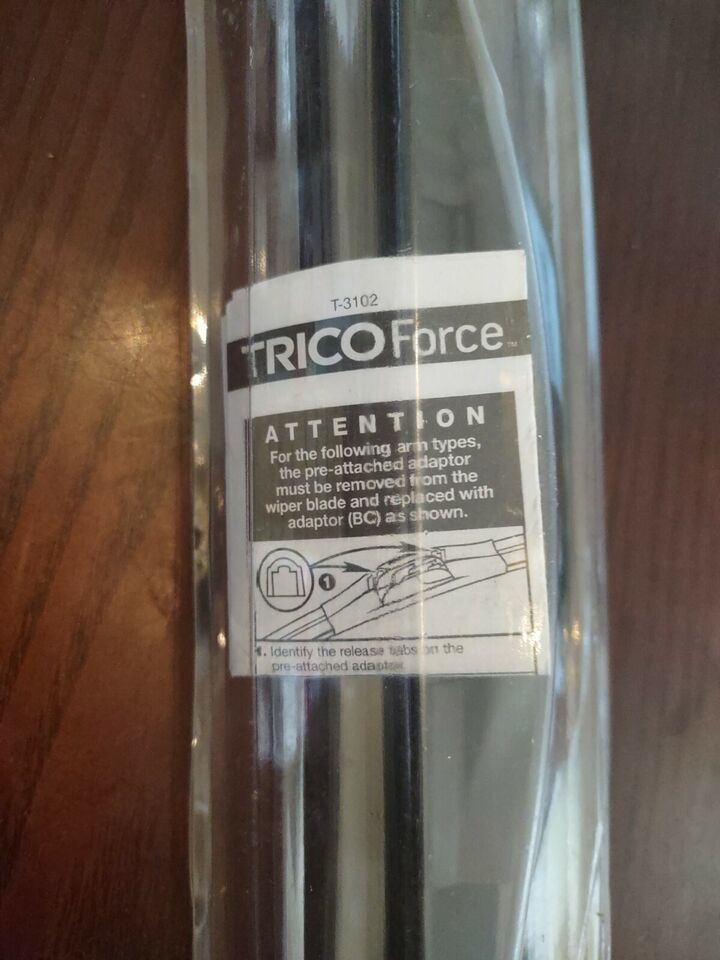 T-3102
TRICO Force™
ATTENTION
For the following arm types,
the pre-attached adaptor
must be removed from the
wiper blade and replaced with
adaptor (BC) as shown.
1
1. Identify the release tabs on the
pre-attached adaptor.